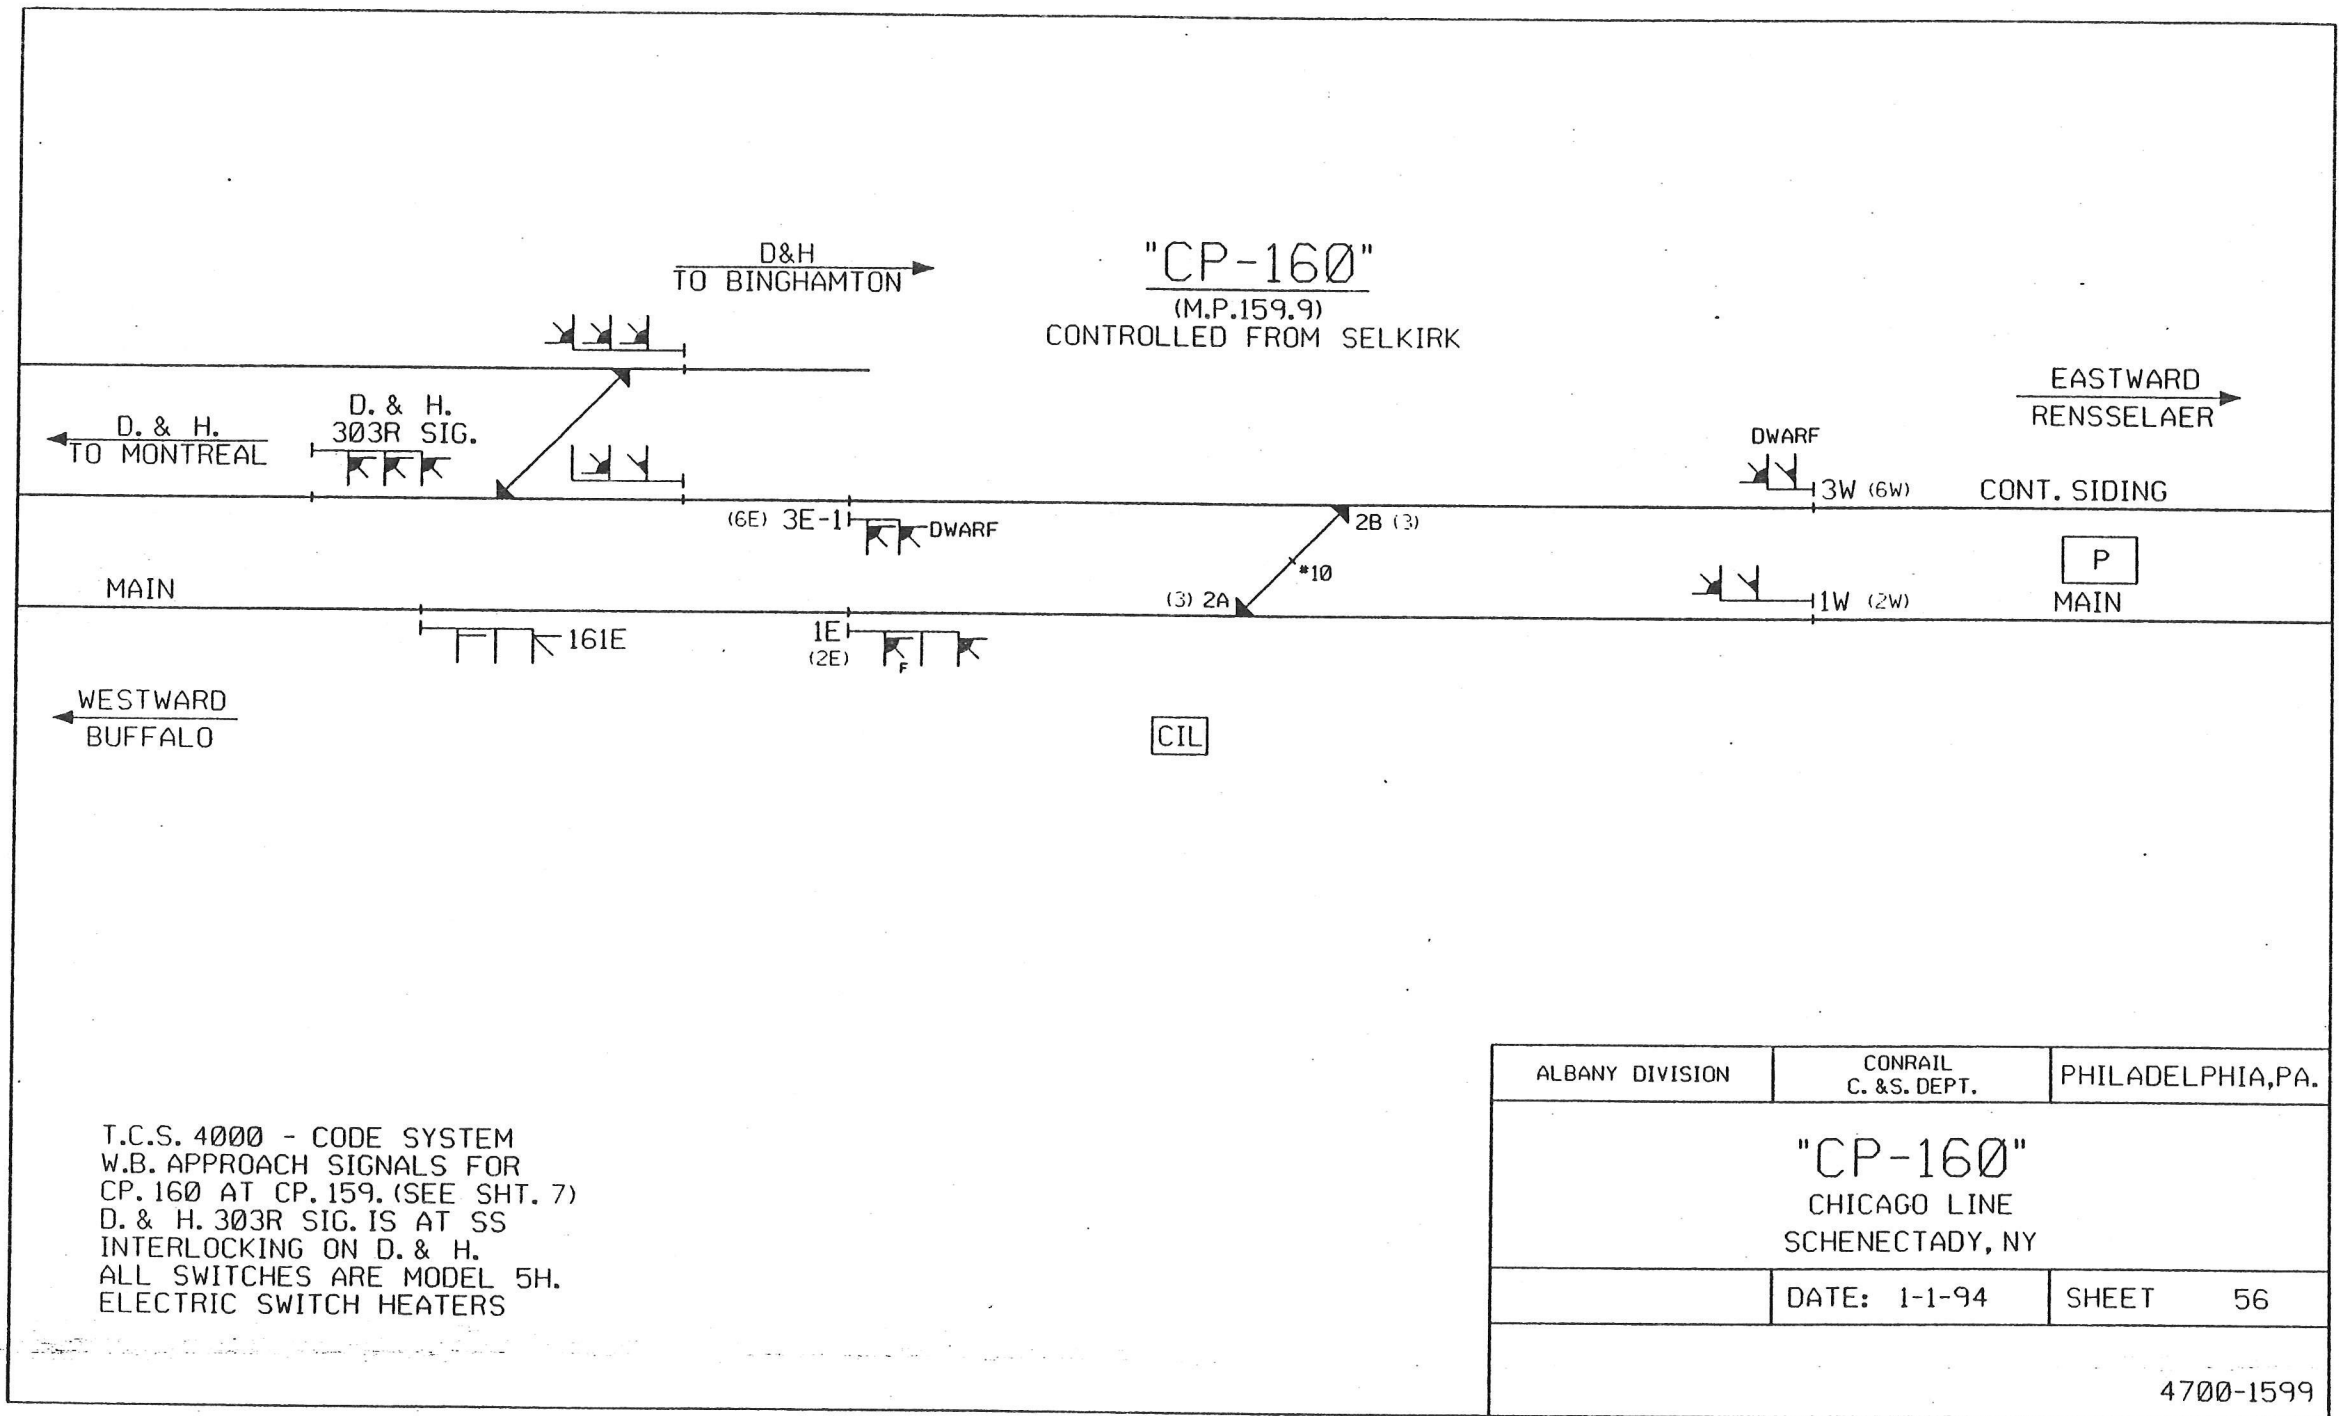 D&H
TO BINGHAMTON
"CP-160"
(M.P.159.9)
CONTROLLED FROM SELKIRK
EASTWARD
RENSSELAER
D. & H.
TO MONTREAL
D. & H.
303R SIG.
DWARF
3W (6W)
CONT. SIDING
(6E) 3E-1
DWARF
2B (3)
#10
P
MAIN
(3) 2A
1W (2W)
MAIN
161E
1E
(2E)
F
WESTWARD
BUFFALO
CIL
T.C.S. 4000 - CODE SYSTEM
W.B. APPROACH SIGNALS FOR
CP. 160 AT CP. 159. (SEE SHT. 7)
D. & H. 303R SIG. IS AT SS
INTERLOCKING ON D. & H.
ALL SWITCHES ARE MODEL 5H.
ELECTRIC SWITCH HEATERS
ALBANY DIVISION
CONRAIL
C. &S. DEPT.
PHILADELPHIA,PA.
"CP-160"
CHICAGO LINE
SCHENECTADY, NY
DATE: 1-1-94
SHEET 56
4700-1599